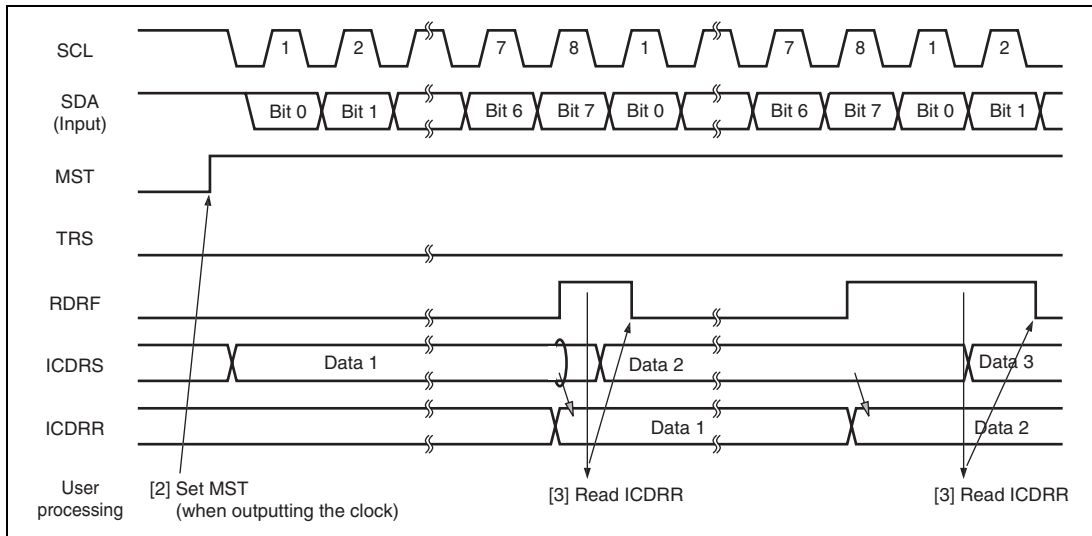 SCL 1 2 7 8 1 7 8 1 2
SDA
(Input)
Bit 0 Bit 1 Bit 6 Bit 7 Bit 0 Bit 6 Bit 7 Bit 0 Bit 1
MST
TRS
RDRF
ICDRS Data 1 Data 2 Data 3
ICDRR Data 1 Data 2
User
processing
[2] Set MST
(when outputting the clock)
[3] Read ICDRR
[3] Read ICDRR